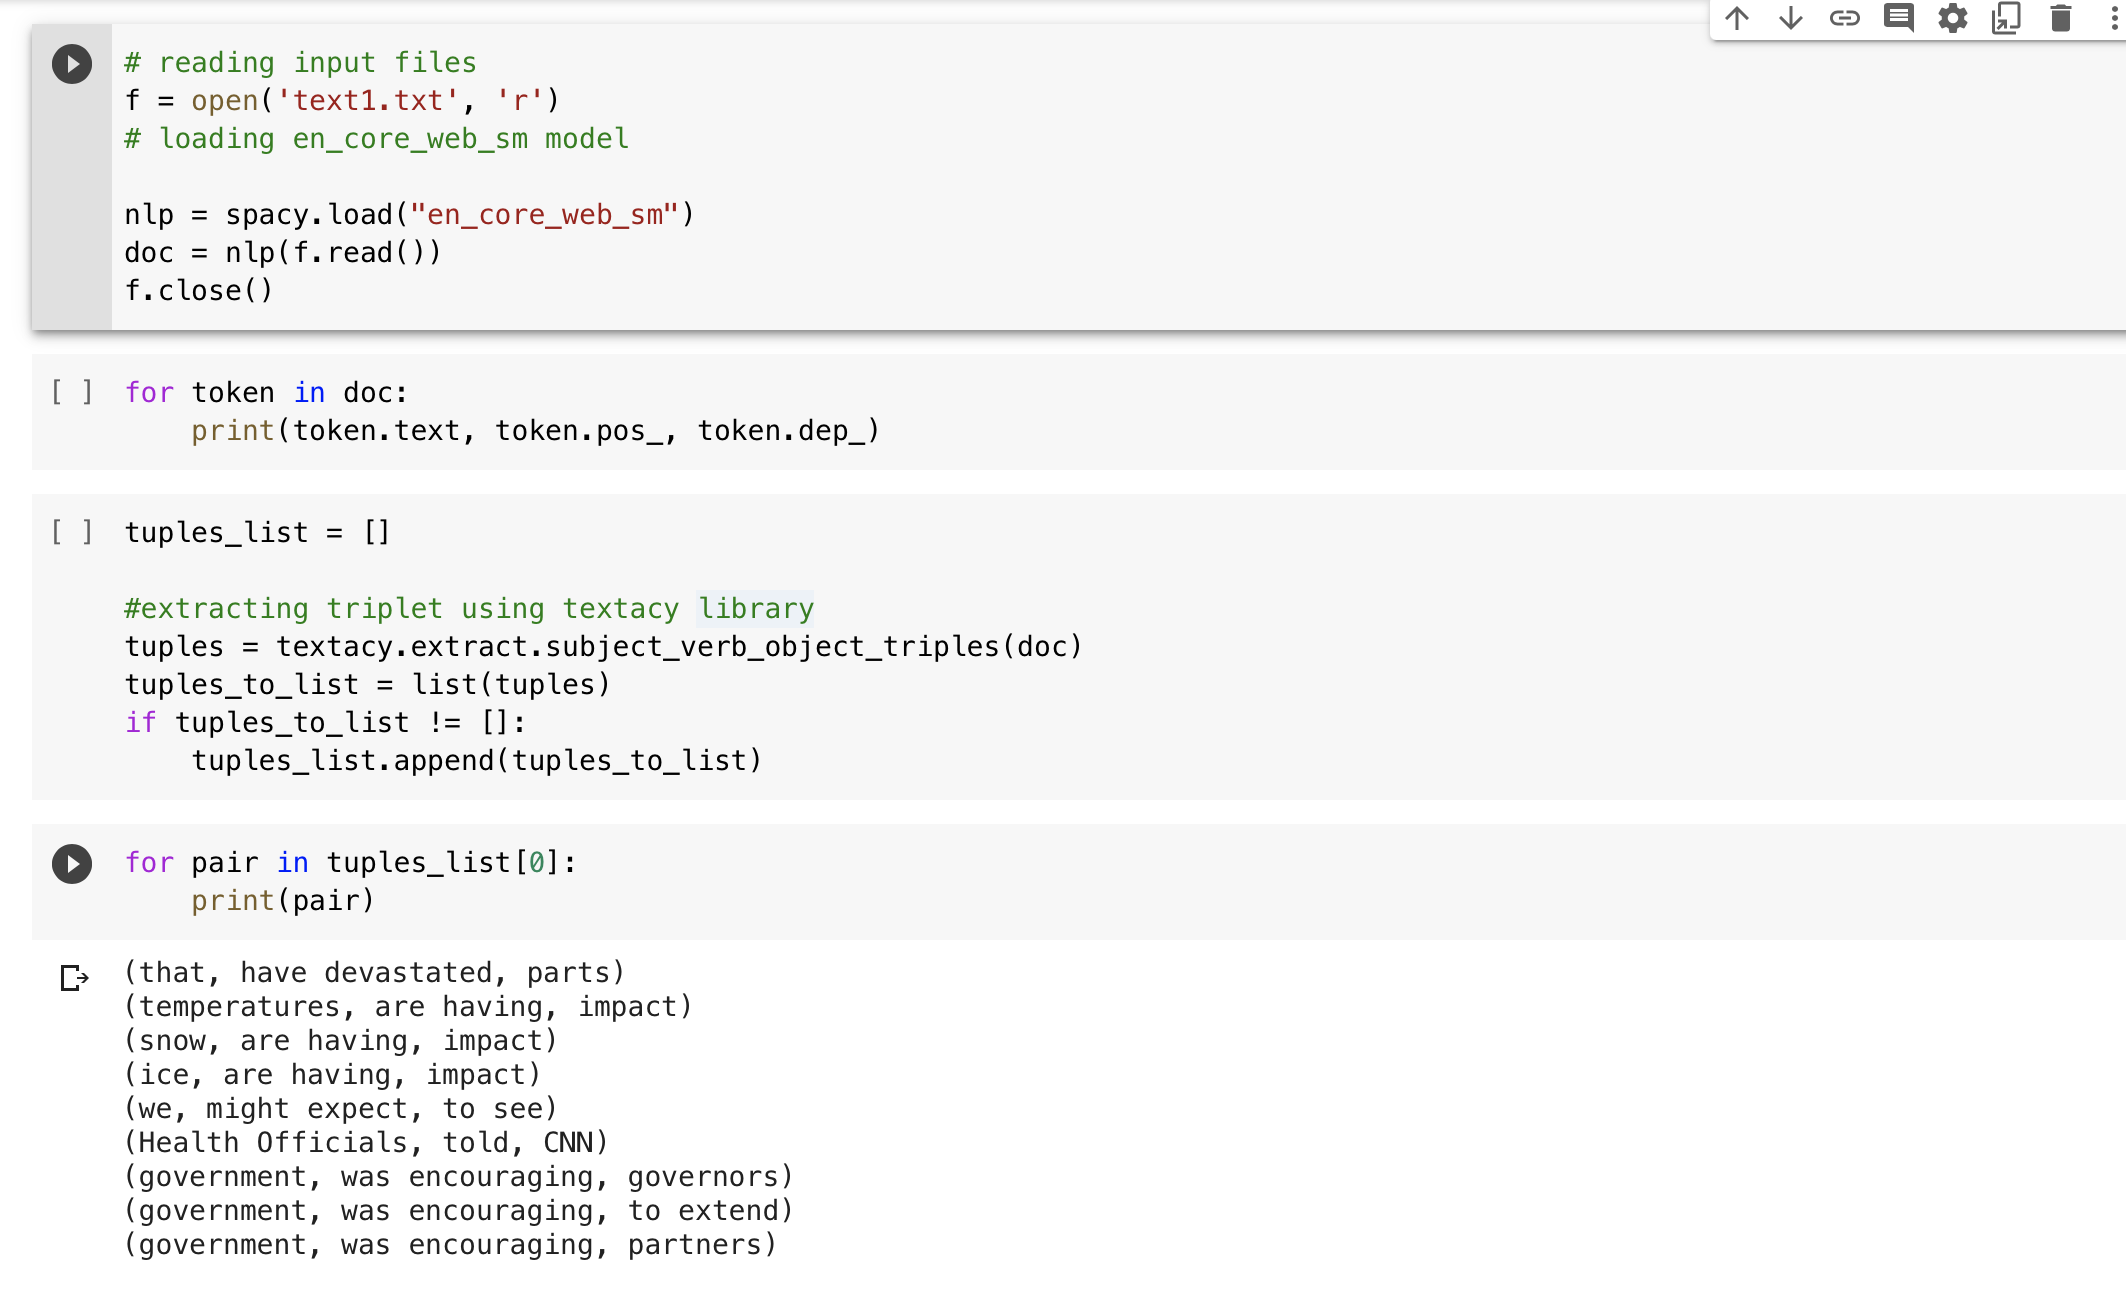 # reading input files
f = open('text1.txt', 'r')
# loading en_core_web_sm model
nlp = spacy.load("en_core_web_sm")
doc = nlp(f.read())
f.close()
[ ] for token in doc:
    print(token.text, token.pos_, token.dep_)
[ ] tuples_list = []
#extracting triplet using textacy library
tuples = textacy.extract.subject_verb_object_triples(doc)
tuples_to_list = list(tuples)
if tuples_to_list != []:
    tuples_list.append(tuples_to_list)
for pair in tuples_list[0]:
    print(pair)
(that, have devastated, parts)
(temperatures, are having, impact)
(snow, are having, impact)
(ice, are having, impact)
(we, might expect, to see)
(Health Officials, told, CNN)
(government, was encouraging, governors)
(government, was encouraging, to extend)
(government, was encouraging, partners)